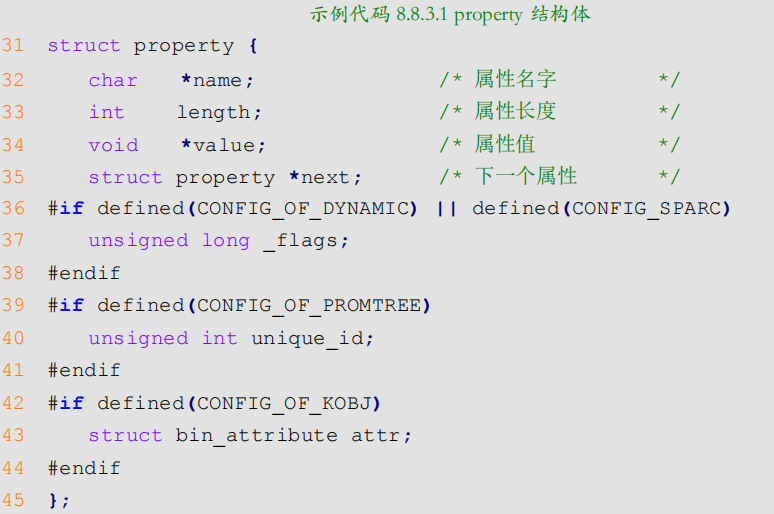 示例代码 8.8.3.1 property 结构体
31 struct property {
32 char *name; /* 属性名字 */
33 int length; /* 属性长度 */
34 void *value; /* 属性值 */
35 struct property *next; /* 下一个属性 */
36 #if defined(CONFIG_OF_DYNAMIC) || defined(CONFIG_SPARC)
37 unsigned long _flags;
38 #endif
39 #if defined(CONFIG_OF_PROMTREE)
40 unsigned int unique_id;
41 #endif
42 #if defined(CONFIG_OF_KOBJ)
43 struct bin_attribute attr;
44 #endif
45 };